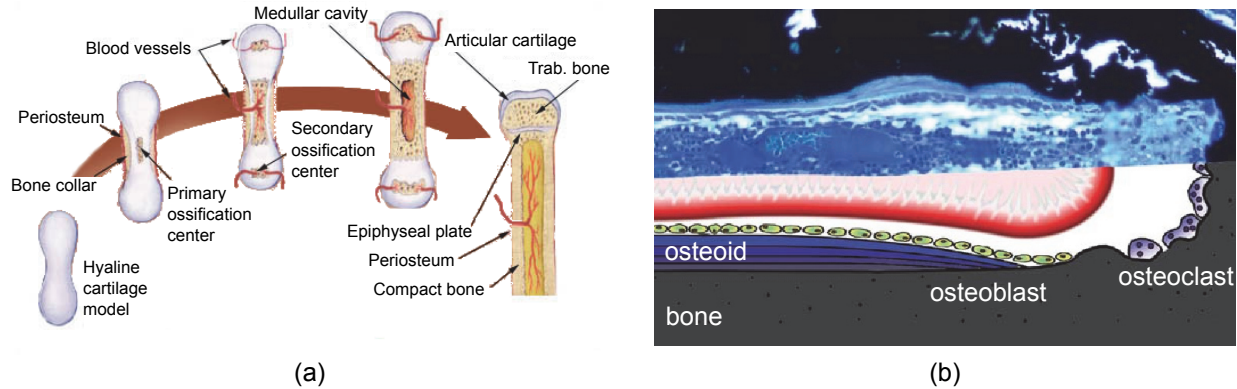 Medullar cavity
Blood vessels
Articular cartilage
Trab. bone
Periosteum
Bone collar
Primary
ossification
center
Secondary
ossification
center
Hyaline
cartilage
model
Epiphyseal plate
Periosteum
Compact bone
(a)
osteoid
osteoblast
osteoclast
bone
(b)